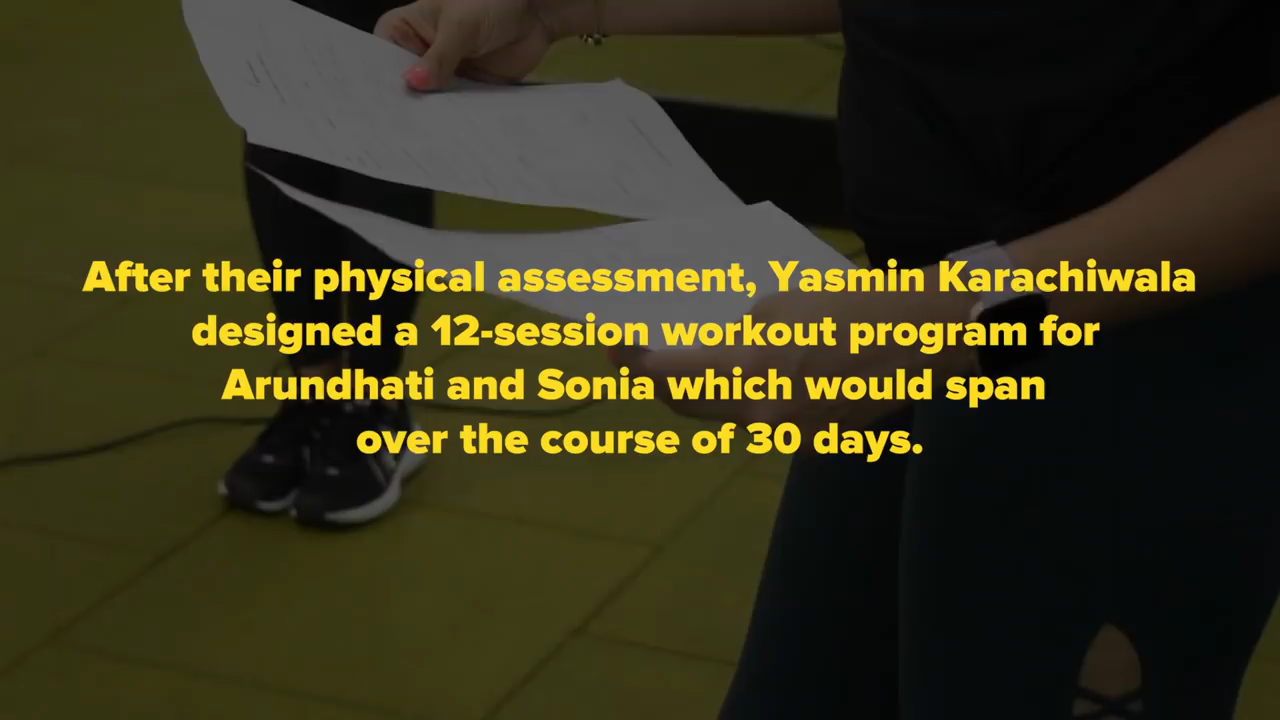 After their physical assessment, Yasmin Karachiwala
designed a 12-session workout program for
Arundhati and Sonia which would span
over the course of 30 days.